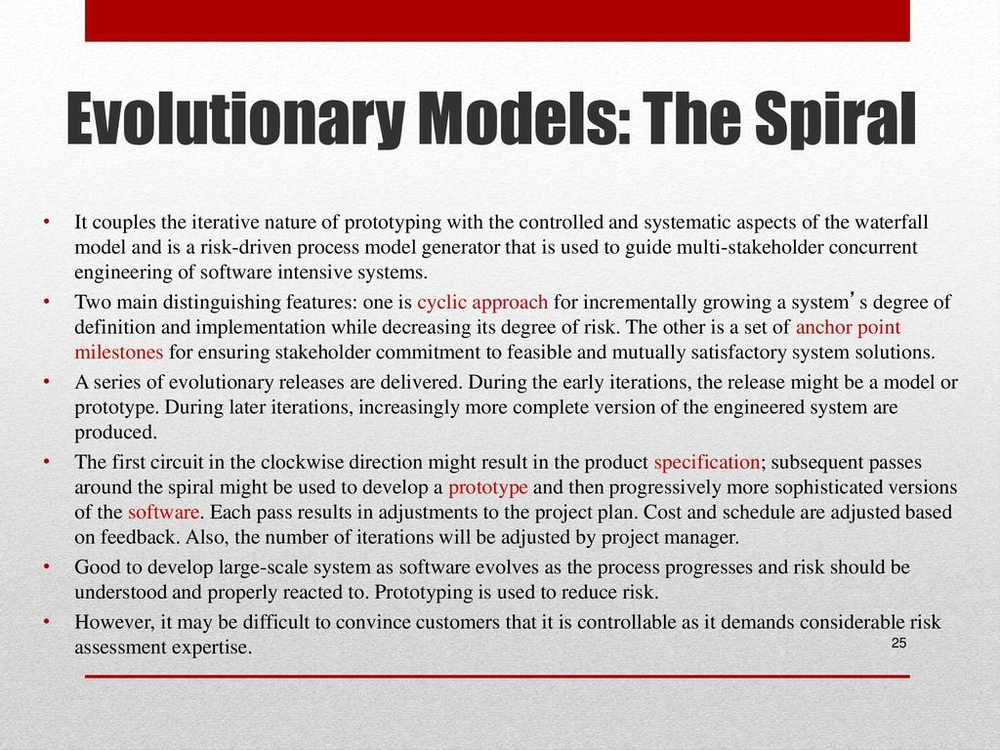 Evolutionary Models: The Spiral
• It couples the iterative nature of prototyping with the controlled and systematic aspects of the waterfall
model and is a risk-driven process model generator that is used to guide multi-stakeholder concurrent
engineering of software intensive systems.
• Two main distinguishing features: one is cyclic approach for incrementally growing a system’s degree of
definition and implementation while decreasing its degree of risk. The other is a set of anchor point
milestones for ensuring stakeholder commitment to feasible and mutually satisfactory system solutions.
• A series of evolutionary releases are delivered. During the early iterations, the release might be a model or
prototype. During later iterations, increasingly more complete version of the engineered system are
produced.
• The first circuit in the clockwise direction might result in the product specification; subsequent passes
around the spiral might be used to develop a prototype and then progressively more sophisticated versions
of the software. Each pass results in adjustments to the project plan. Cost and schedule are adjusted based
on feedback. Also, the number of iterations will be adjusted by project manager.
• Good to develop large-scale system as software evolves as the process progresses and risk should be
understood and properly reacted to. Prototyping is used to reduce risk.
• However, it may be difficult to convince customers that it is controllable as it demands considerable risk
assessment expertise.
25